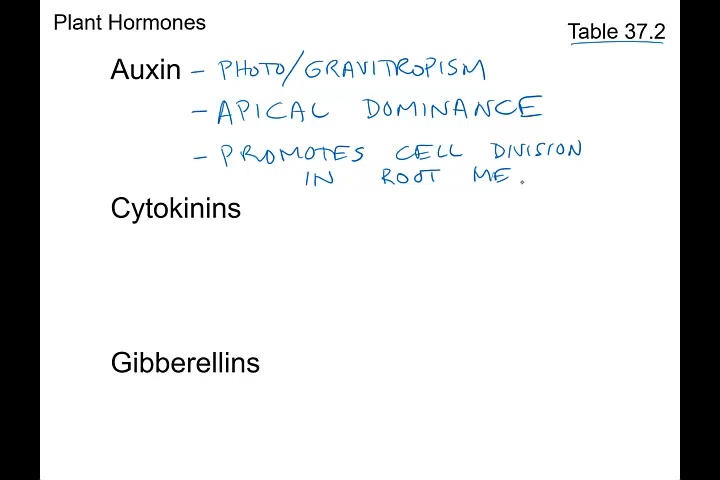 Plant Hormones
Table 37.2
Auxin - PHOTO/GRAVITROPISM
- APICAL DOMINANCE
- PROMOTES CELL DIVISION
IN ROOT ME
Cytokinins
Gibberellins